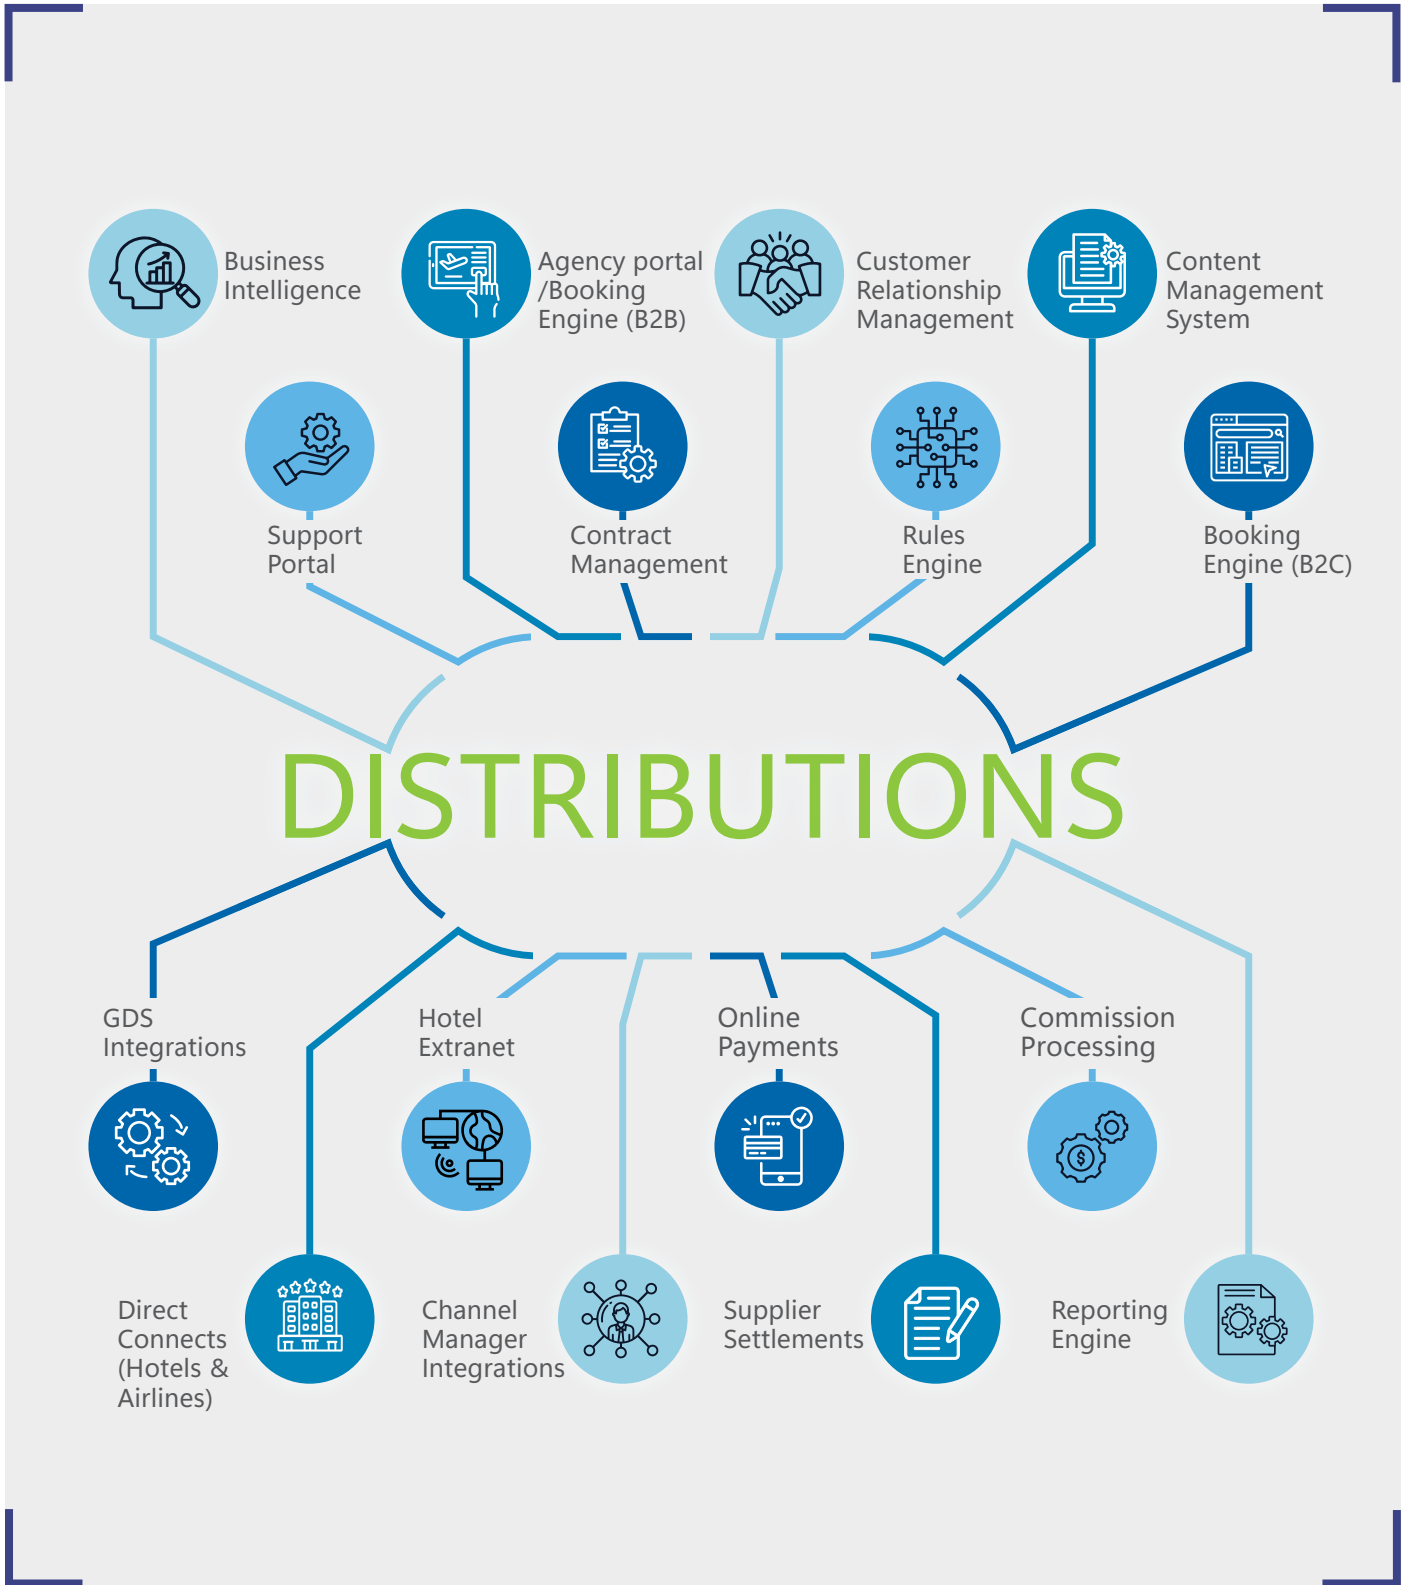 Business
Intelligence
Agency portal
/Booking
Engine (B2B)
Customer
Relationship
Management
Content
Management
System
Support
Portal
Contract
Management
Rules
Engine
Booking
Engine (B2C)
DISTRIBUTIONS
GDS
Integrations
Hotel
Extranet
Online
Payments
Commission
Processing
Direct
Connects
(Hotels &
Airlines)
Channel
Manager
Integrations
Supplier
Settlements
Reporting
Engine